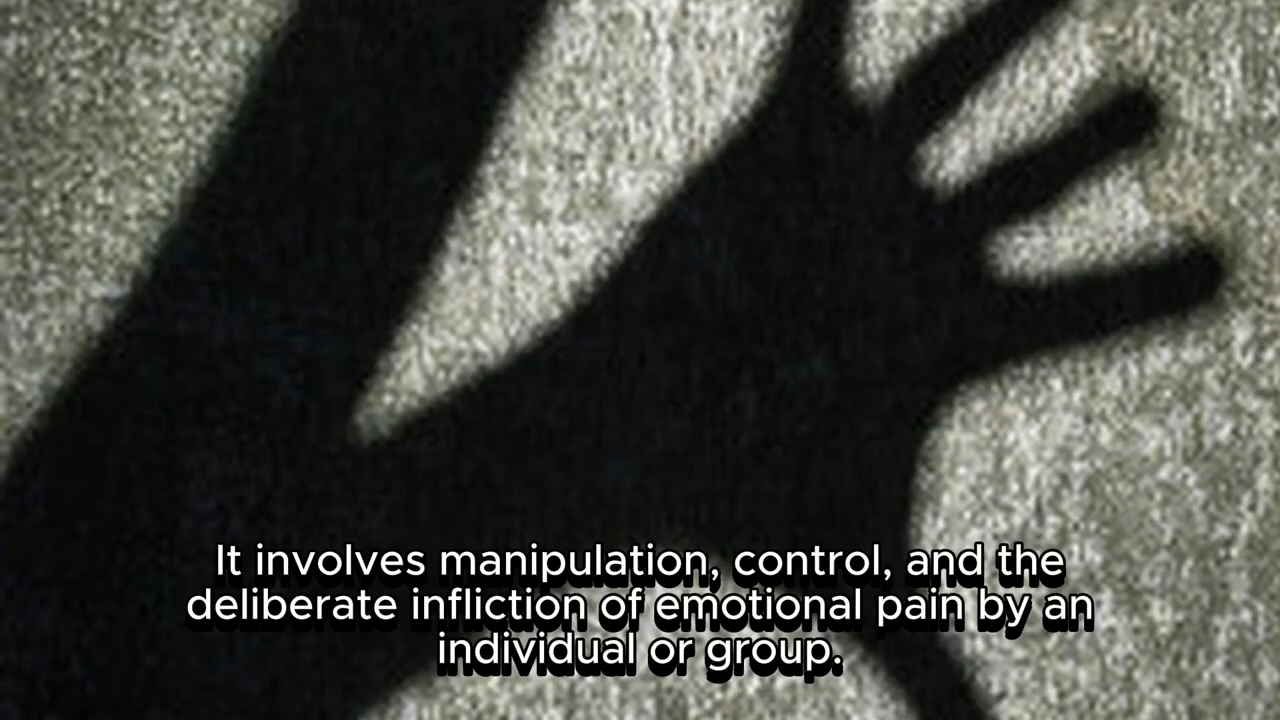 It involves manipulation, control, and the
deliberate infliction of emotional pain by an
individual or group.